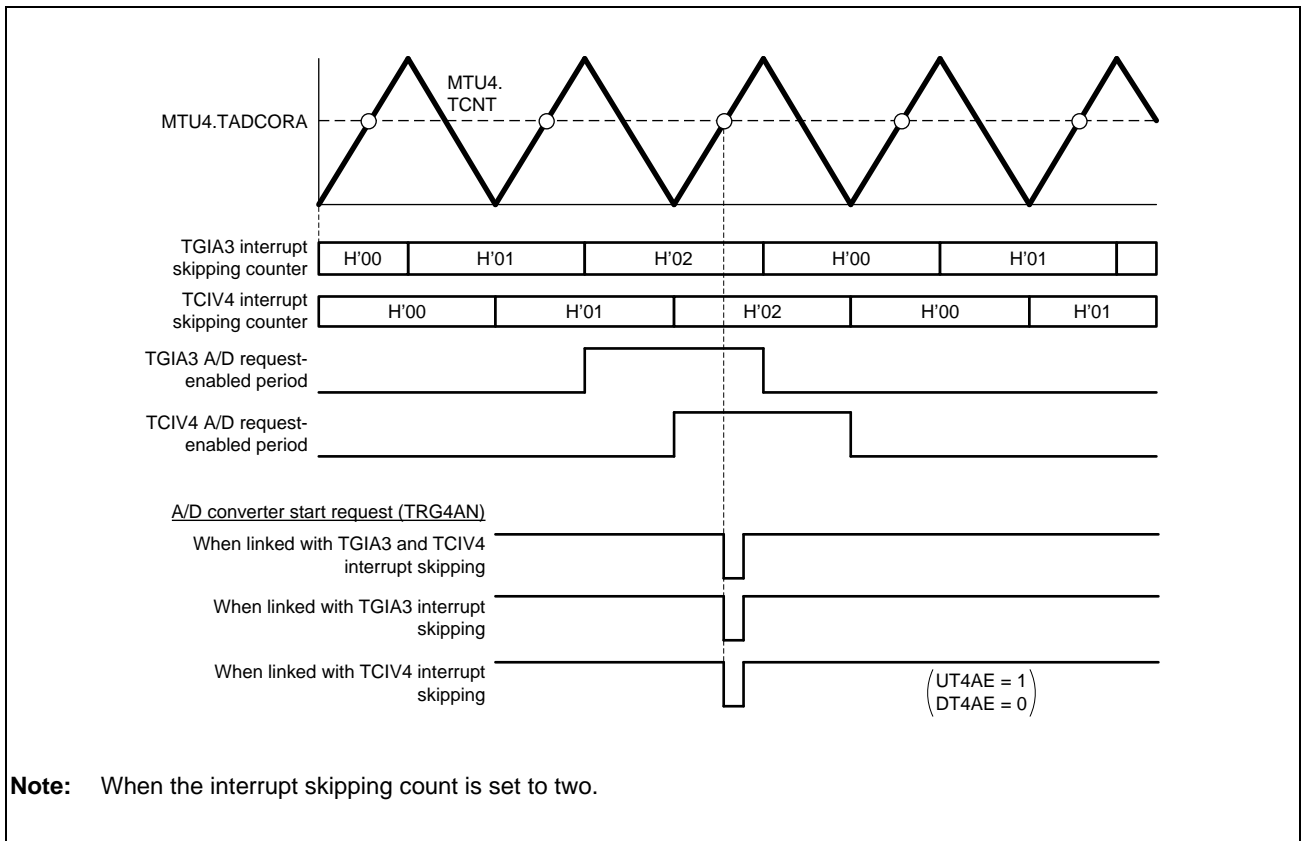 MTU4.
TCNT
MTU4.TADCORA
TGIA3 interrupt
skipping counter
H'00 H'01 H'02 H'00 H'01
TCIV4 interrupt
skipping counter
H'00 H'01 H'02 H'00 H'01
TGIA3 A/D request-
enabled period
TCIV4 A/D request-
enabled period
A/D converter start request (TRG4AN)
When linked with TGIA3 and TCIV4
interrupt skipping
When linked with TGIA3 interrupt
skipping
When linked with TCIV4 interrupt
skipping
UT4AE = 1
DT4AE = 0
Note: When the interrupt skipping count is set to two.